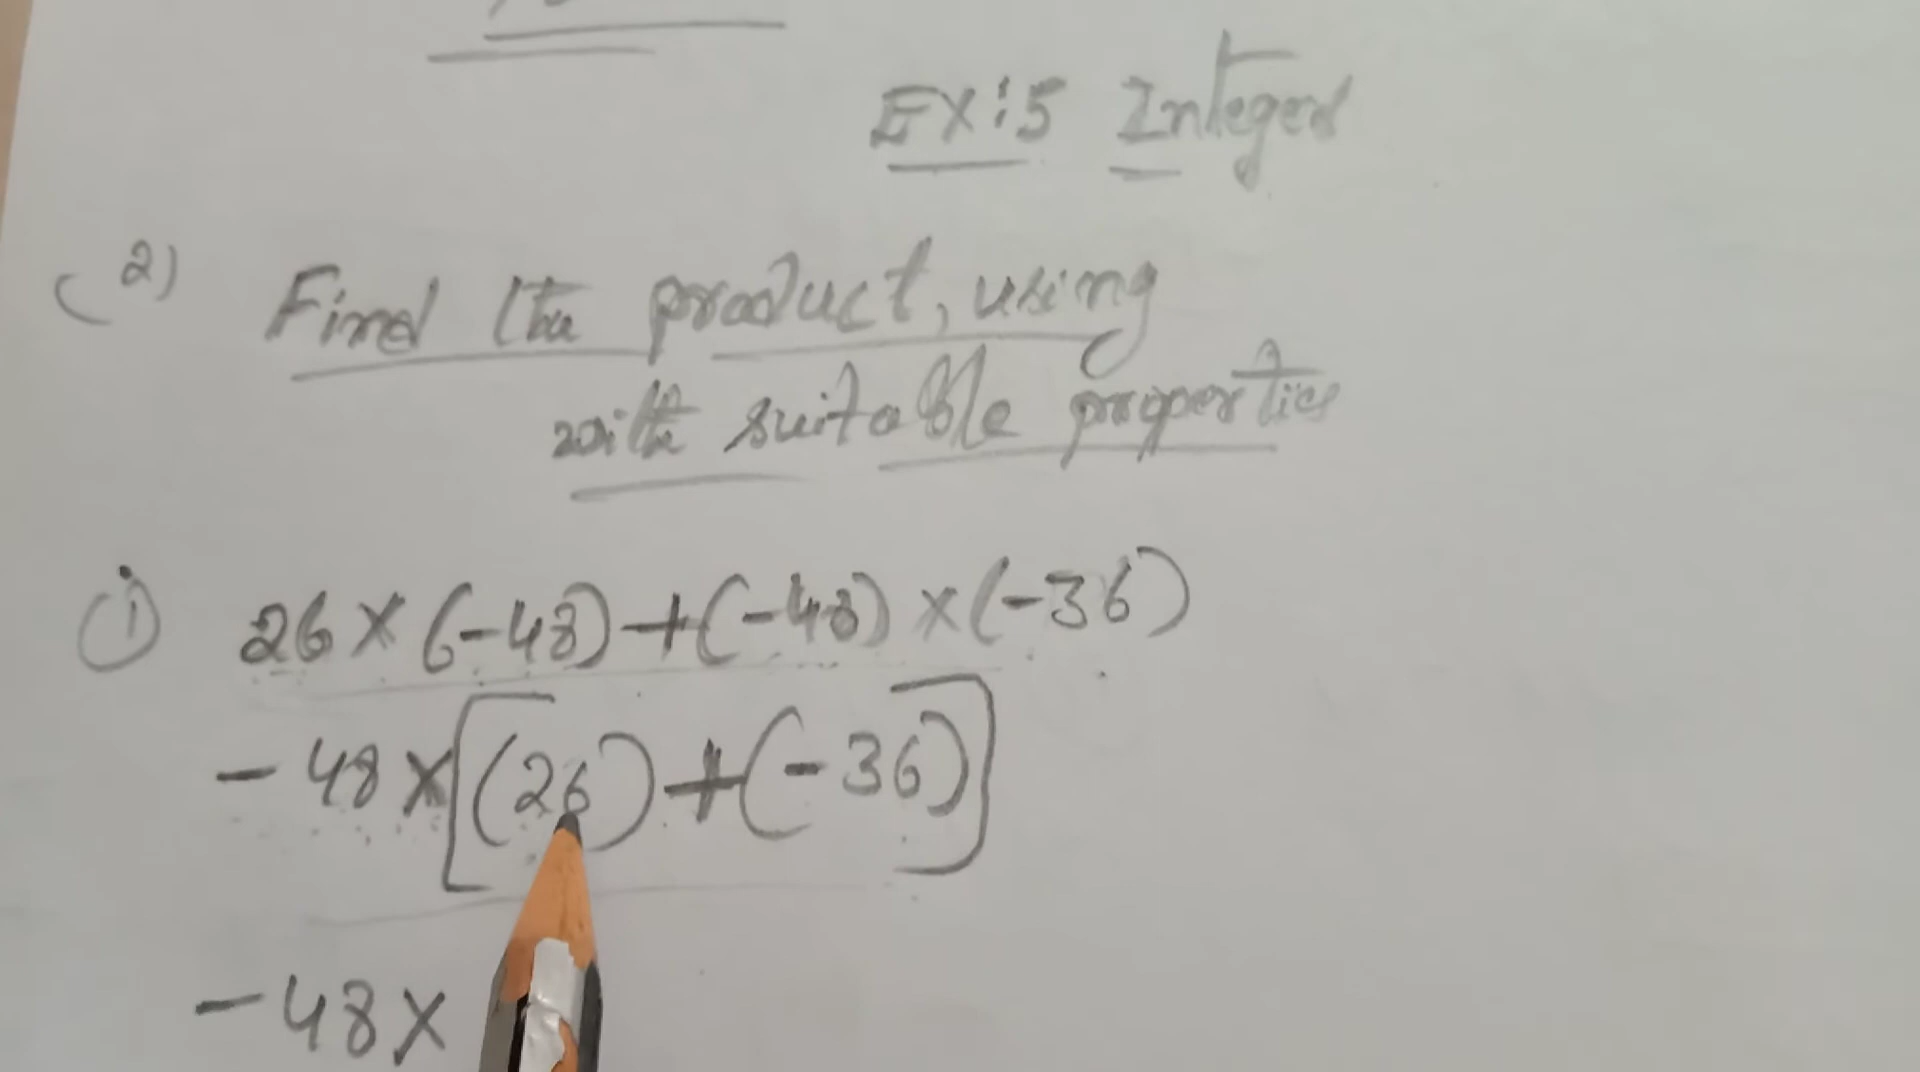 EX:5 Integers
2) Find the product, using
with suitable properties
(i) 26 × (-48) + (-48) × (-36)
-48 × [(26) + (-36)]
-48 ×